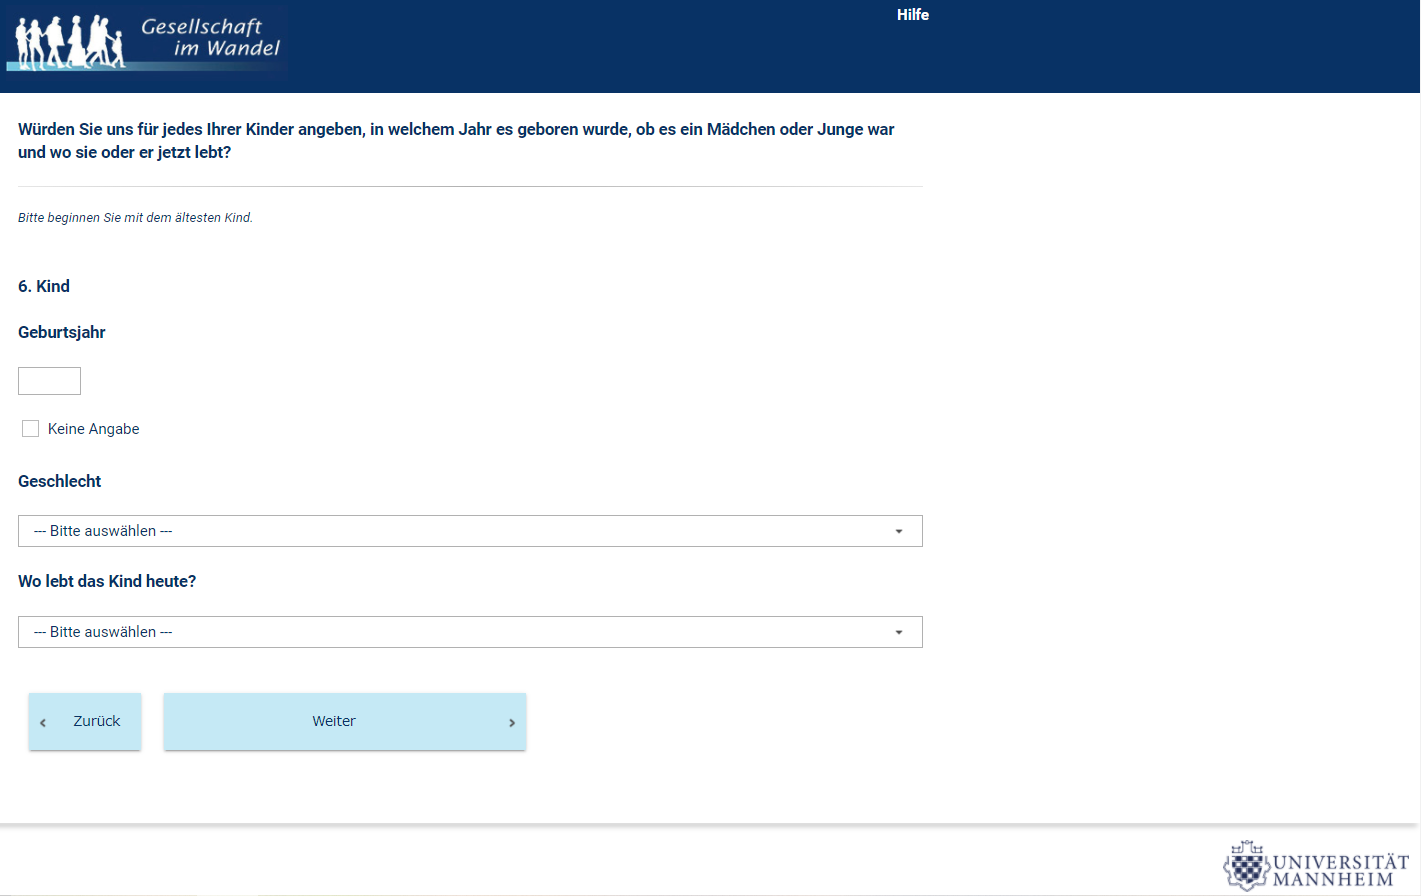 Gesellschaft
im Wandel
Hilfe
Würden Sie uns für jedes Ihrer Kinder angeben, in welchem Jahr es geboren wurde, ob es ein Mädchen oder Junge war
und wo sie oder er jetzt lebt?
Bitte beginnen Sie mit dem ältesten Kind.
6. Kind
Geburtsjahr
Keine Angabe
Geschlecht
--- Bitte auswählen ---
Wo lebt das Kind heute?
--- Bitte auswählen ---
Zurück
Weiter
UNIVERSITÄT
MANNHEIM